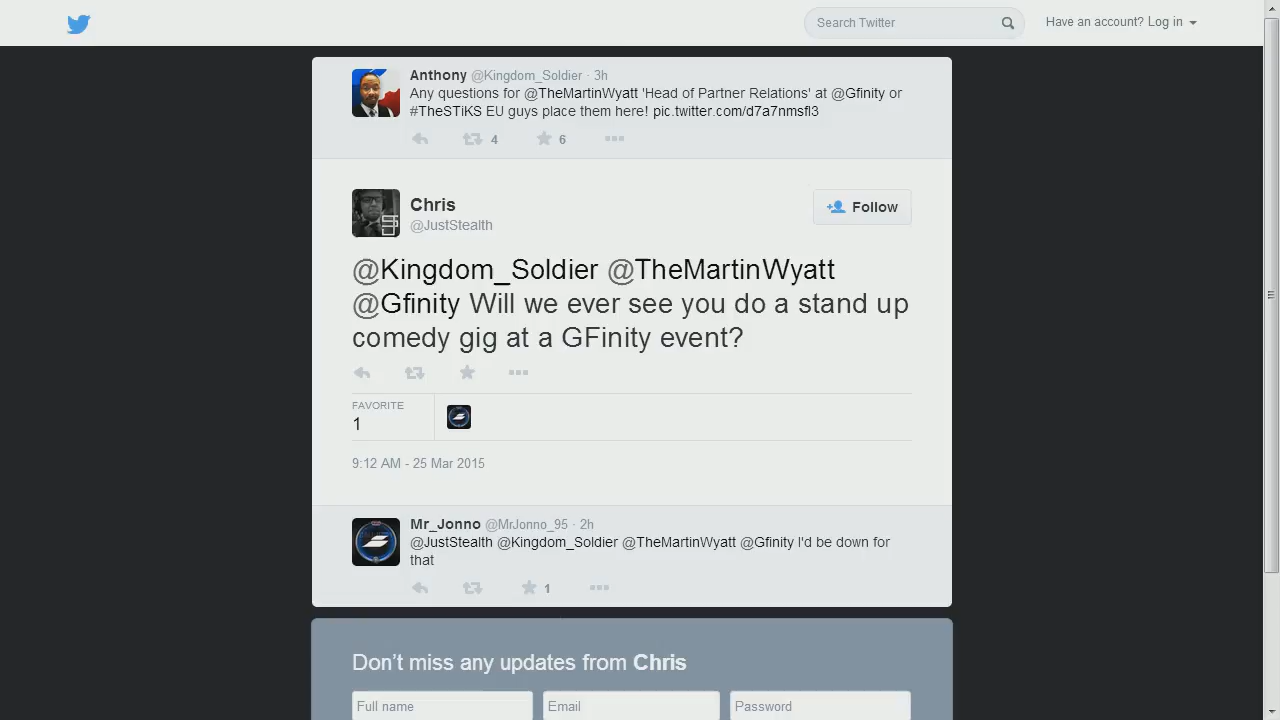 Search Twitter
Have an account? Log in
Anthony @Kingdom_Soldier · 3h
Any questions for @TheMartinWyatt 'Head of Partner Relations' at @Gfinity or
#TheSTiKS EU guys place them here! pic.twitter.com/d7a7nmsfl3
4 6
Chris
@JustStealth
Follow
@Kingdom_Soldier @TheMartinWyatt
@Gfinity Will we ever see you do a stand up
comedy gig at a GFinity event?
FAVORITE
1
9:12 AM - 25 Mar 2015
Mr_Jonno @MrJonno_95 · 2h
@JustStealth @Kingdom_Soldier @TheMartinWyatt @Gfinity I'd be down for
that
1
Don't miss any updates from Chris
Full name Email Password